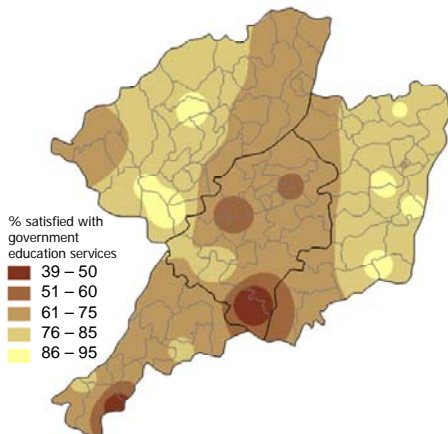 % satisfied with
government
education services
39 – 50
51 – 60
61 – 75
76 – 85
86 – 95